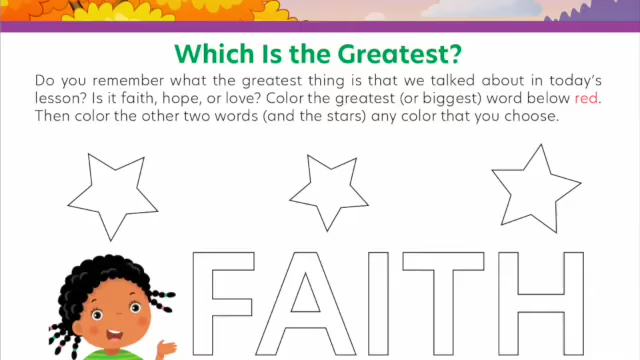 Which Is the Greatest?
Do you remember what the greatest thing is that we talked about in today's
lesson? Is it faith, hope, or love? Color the greatest (or biggest) word below red.
Then color the other two words (and the stars) any color that you choose.
FAITH